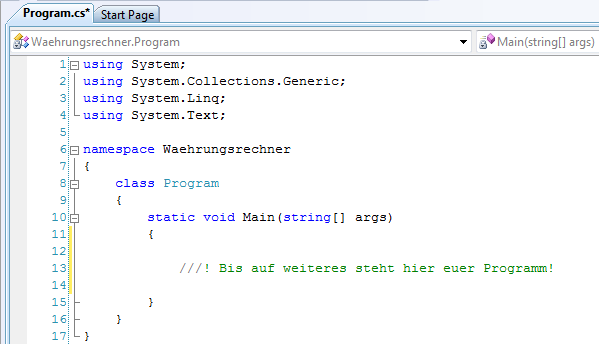 Program.cs* Start Page
Waehrungsrechner.Program Main(string[] args)
1 using System;
2 using System.Collections.Generic;
3 using System.Linq;
4 using System.Text;
5
6 namespace Waehrungsrechner
7 {
8 class Program
9 {
10 static void Main(string[] args)
11 {
12
13 ///! Bis auf weiteres steht hier euer Programm!
14
15 }
16 }
17 }